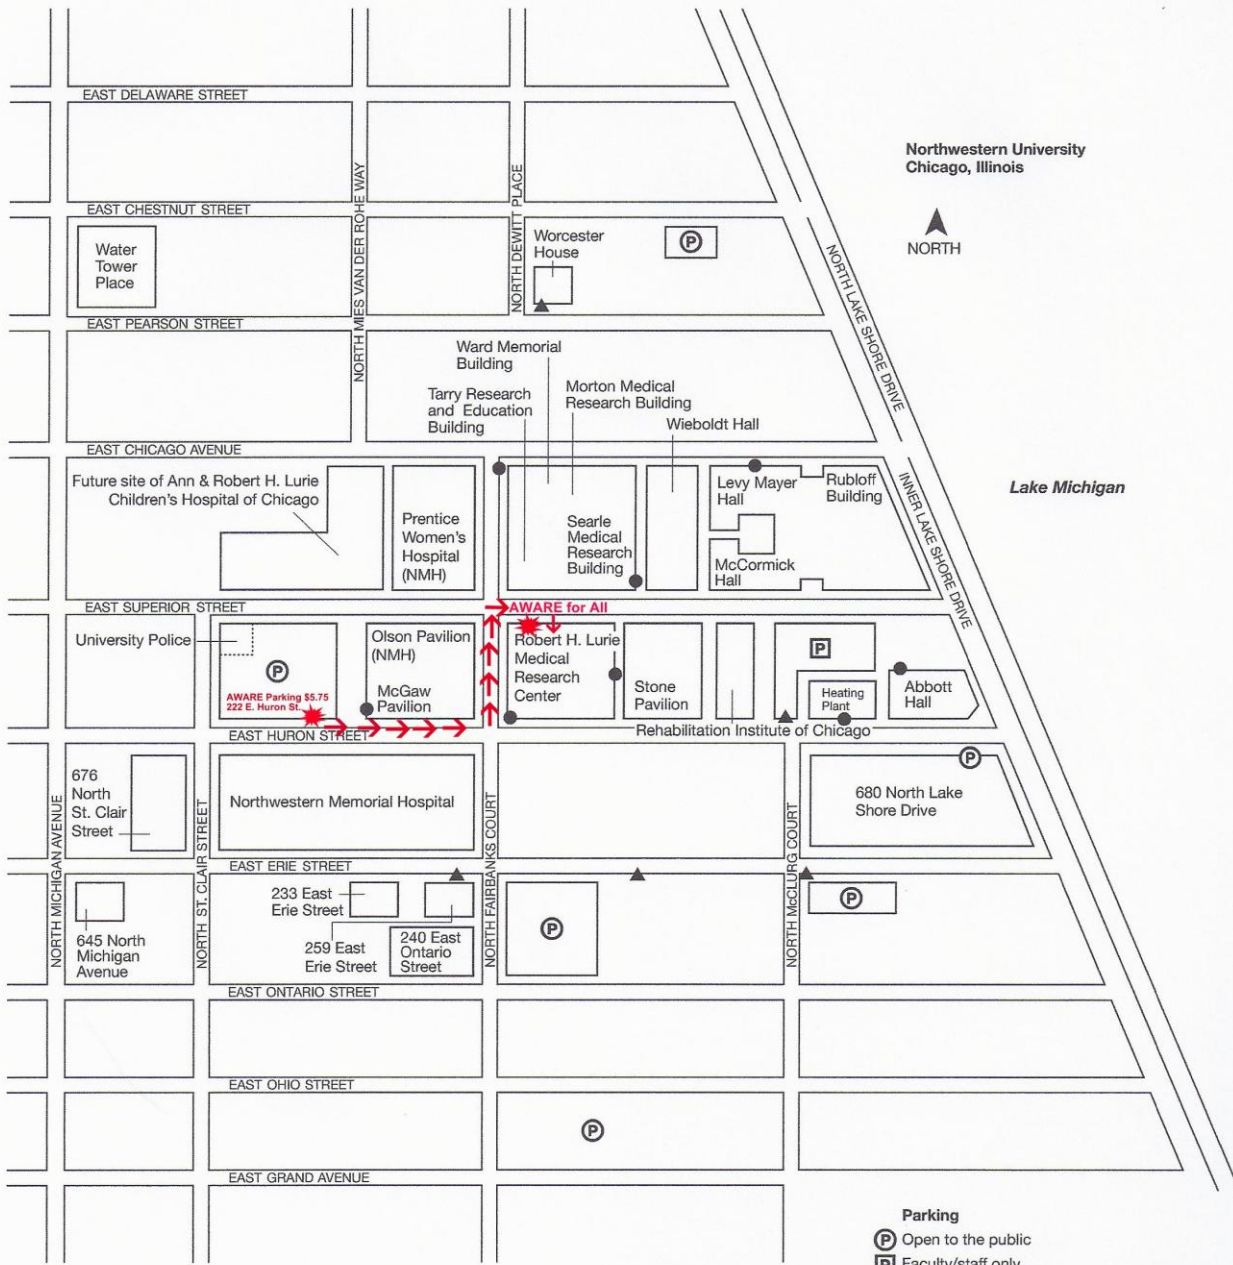 EAST DELAWARE STREET
Northwestern University
Chicago, Illinois
NORTH
EAST CHESTNUT STREET
NORTH MIES VAN DER ROHE WAY
NORTH DEWITT PLACE
Water
Tower
Place
Worcester
House
P
NORTH LAKE SHORE DRIVE
EAST PEARSON STREET
Ward Memorial
Building
Tarry Research
and Education
Building
Morton Medical
Research Building
Wieboldt Hall
EAST CHICAGO AVENUE
Future site of Ann & Robert H. Lurie
Children's Hospital of Chicago
Prentice
Women's
Hospital
(NMH)
Searle
Medical
Research
Building
Levy Mayer
Hall
Rubloff
Building
McCormick
Hall
INNER LAKE SHORE DRIVE
Lake Michigan
EAST SUPERIOR STREET
AWARE for All
University Police
P
AWARE Parking $5.75
222 E. Huron St.
Olson Pavilion
(NMH)
McGaw
Pavilion
Robert H. Lurie
Medical
Research
Center
Stone
Pavilion
P
Heating
Plant
Abbott
Hall
EAST HURON STREET
Rehabilitation Institute of Chicago
676
North
St. Clair
Street
Northwestern Memorial Hospital
P
680 North Lake
Shore Drive
NORTH MICHIGAN AVENUE
NORTH ST. CLAIR STREET
NORTH FAIRBANKS COURT
NORTH McCLURG COURT
EAST ERIE STREET
645 North
Michigan
Avenue
233 East
Erie Street
259 East
Erie Street
240 East
Ontario
Street
P
P
EAST ONTARIO STREET
EAST OHIO STREET
P
EAST GRAND AVENUE
Parking
P Open to the public
P Faculty/staff only